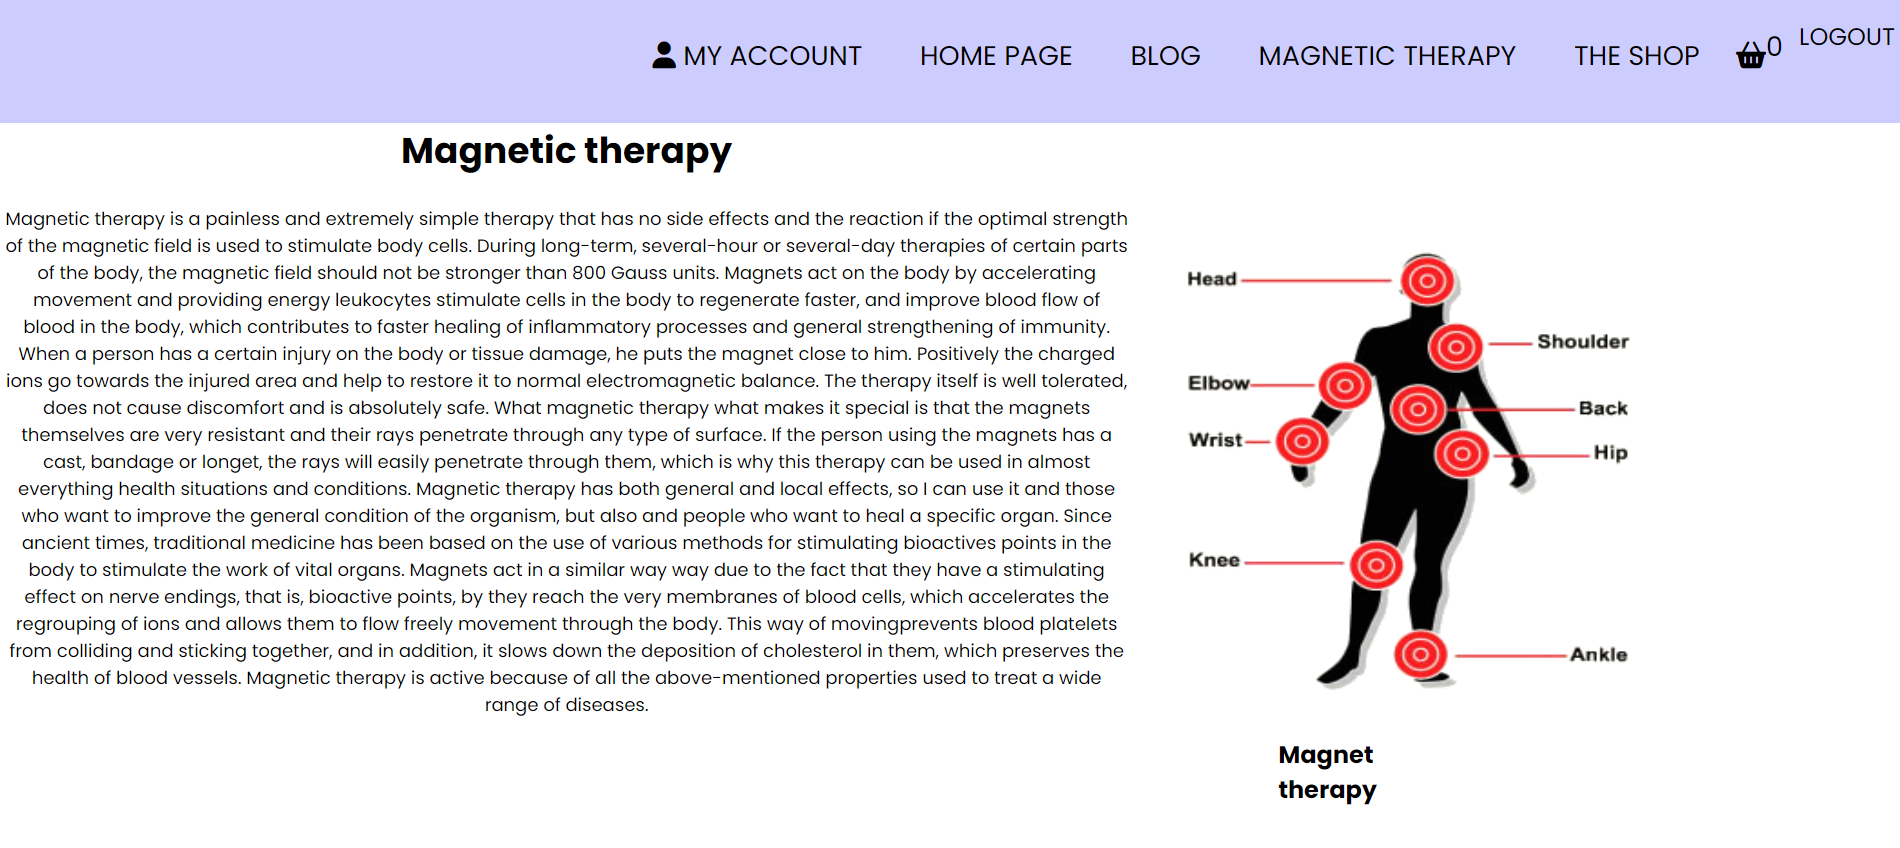 MY ACCOUNT HOME PAGE BLOG MAGNETIC THERAPY THE SHOP 0 LOGOUT
Magnetic therapy
Magnetic therapy is a painless and extremely simple therapy that has no side effects and the reaction if the optimal strength
of the magnetic field is used to stimulate body cells. During long-term, several-hour or several-day therapies of certain parts
of the body, the magnetic field should not be stronger than 800 Gauss units. Magnets act on the body by accelerating
movement and providing energy leukocytes stimulate cells in the body to regenerate faster, and improve blood flow of
blood in the body, which contributes to faster healing of inflammatory processes and general strengthening of immunity.
When a person has a certain injury on the body or tissue damage, he puts the magnet close to him. Positively the charged
ions go towards the injured area and help to restore it to normal electromagnetic balance. The therapy itself is well tolerated,
does not cause discomfort and is absolutely safe. What magnetic therapy what makes it special is that the magnets
themselves are very resistant and their rays penetrate through any type of surface. If the person using the magnets has a
cast, bandage or longet, the rays will easily penetrate through them, which is why this therapy can be used in almost
everything health situations and conditions. Magnetic therapy has both general and local effects, so I can use it and those
who want to improve the general condition of the organism, but also and people who want to heal a specific organ. Since
ancient times, traditional medicine has been based on the use of various methods for stimulating bioactives points in the
body to stimulate the work of vital organs. Magnets act in a similar way way due to the fact that they have a stimulating
effect on nerve endings, that is, bioactive points, by they reach the very membranes of blood cells, which accelerates the
regrouping of ions and allows them to flow freely movement through the body. This way of movingprevents blood platelets
from colliding and sticking together, and in addition, it slows down the deposition of cholesterol in them, which preserves the
health of blood vessels. Magnetic therapy is active because of all the above-mentioned properties used to treat a wide
range of diseases.
Head
Shoulder
Elbow
Back
Wrist
Hip
Knee
Ankle
Magnet
therapy